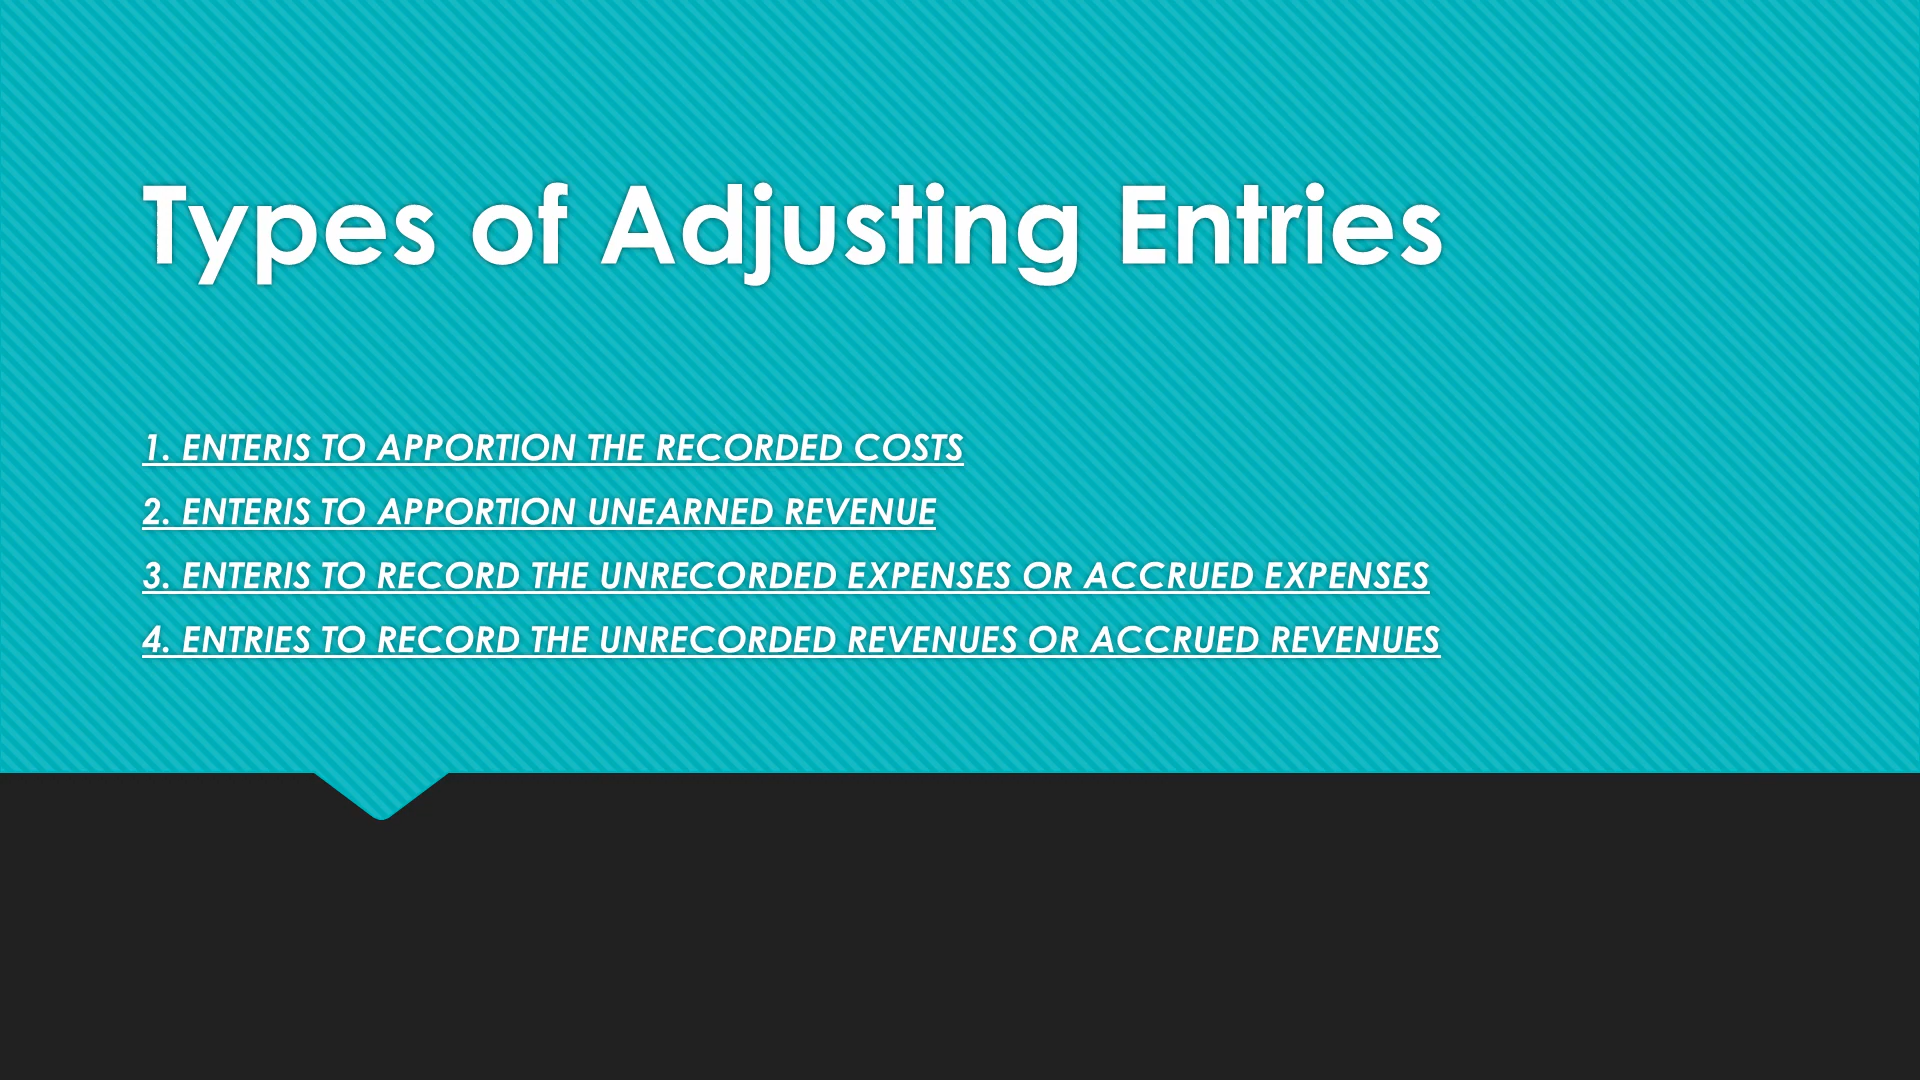 Types of Adjusting Entries
1. ENTERIS TO APPORTION THE RECORDED COSTS
2. ENTERIS TO APPORTION UNEARNED REVENUE
3. ENTERIS TO RECORD THE UNRECORDED EXPENSES OR ACCRUED EXPENSES
4. ENTRIES TO RECORD THE UNRECORDED REVENUES OR ACCRUED REVENUES